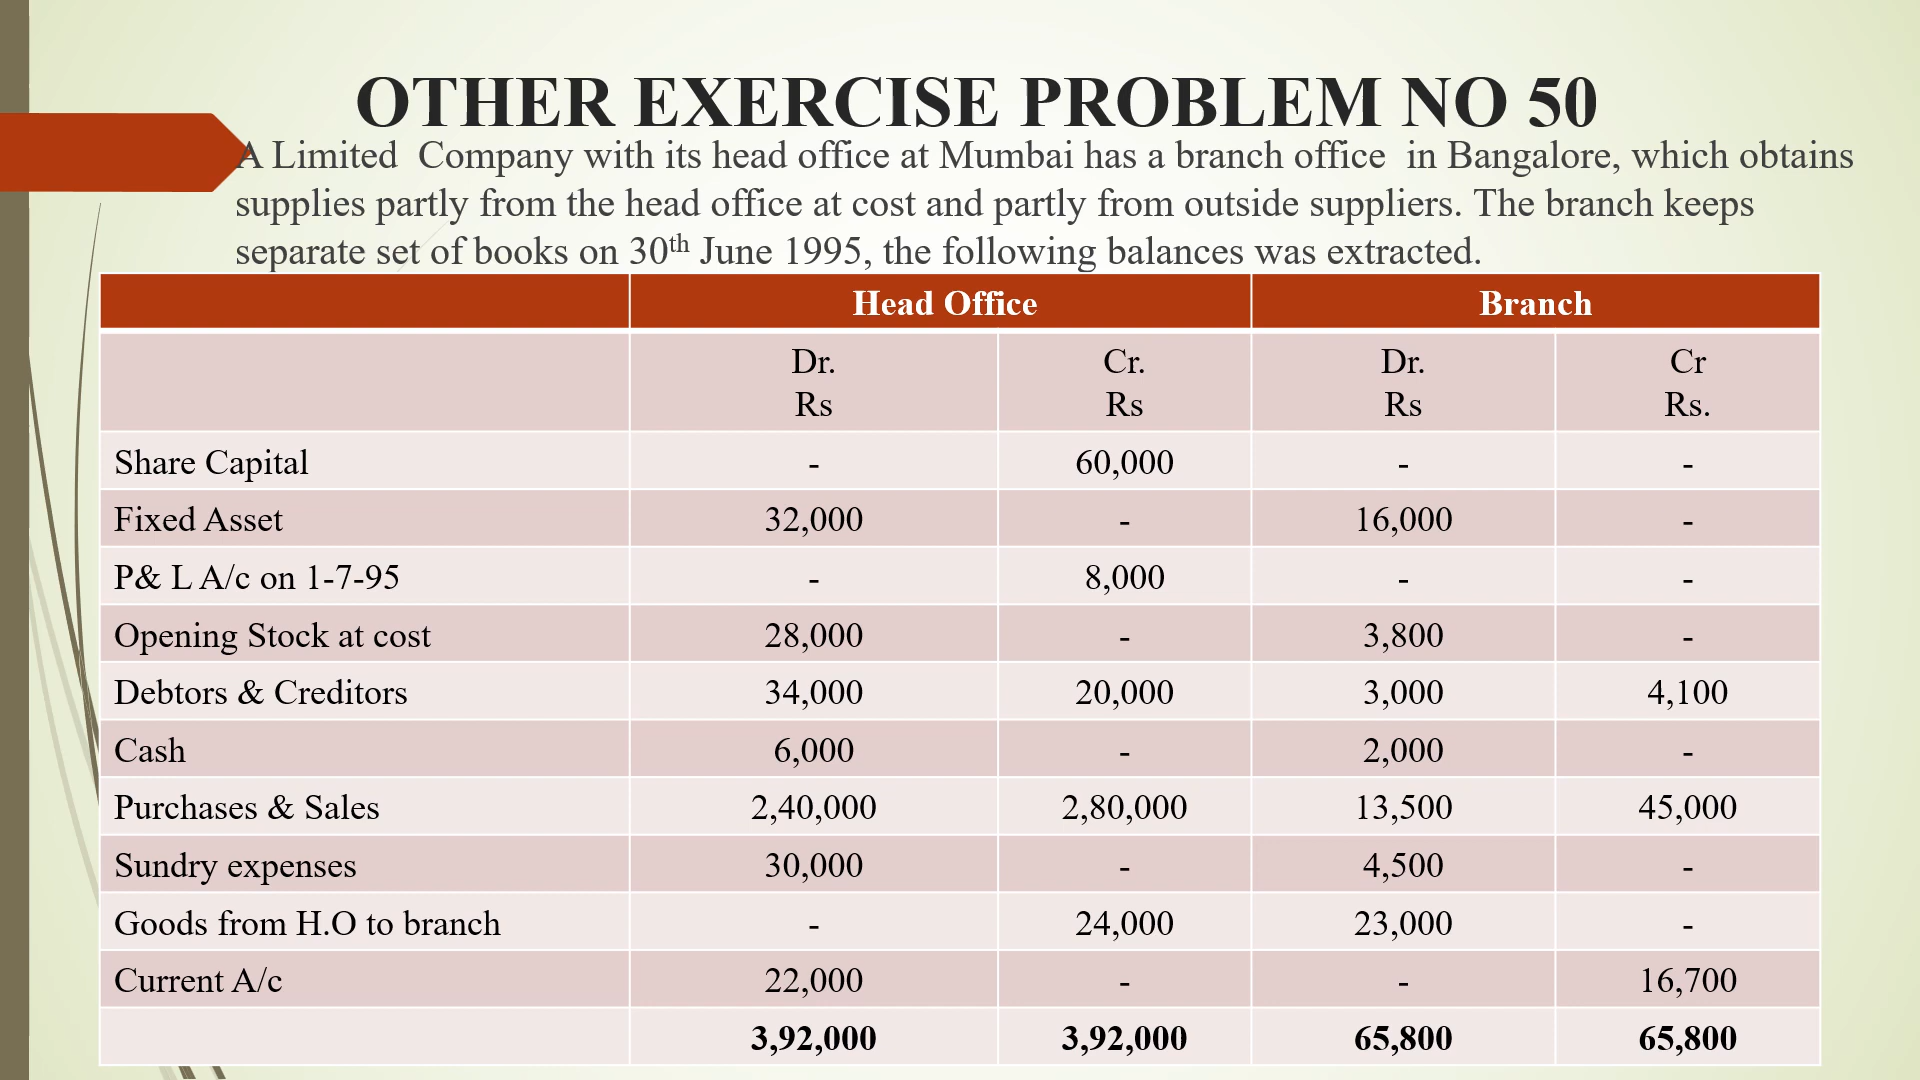 OTHER EXERCISE PROBLEM NO 50
A Limited  Company with its head office at Mumbai has a branch office  in Bangalore, which obtains
supplies partly from the head office at cost and partly from outside suppliers. The branch keeps
separate set of books on 30th June 1995, the following balances was extracted.
Head Office Branch
Dr. Cr. Dr. Cr
Rs Rs Rs Rs.
Share Capital - 60,000 - -
Fixed Asset 32,000 - 16,000 -
P& L A/c on 1-7-95 - 8,000 - -
Opening Stock at cost 28,000 - 3,800 -
Debtors & Creditors 34,000 20,000 3,000 4,100
Cash 6,000 - 2,000 -
Purchases & Sales 2,40,000 2,80,000 13,500 45,000
Sundry expenses 30,000 - 4,500 -
Goods from H.O to branch - 24,000 23,000 -
Current A/c 22,000 - - 16,700
3,92,000 3,92,000 65,800 65,800